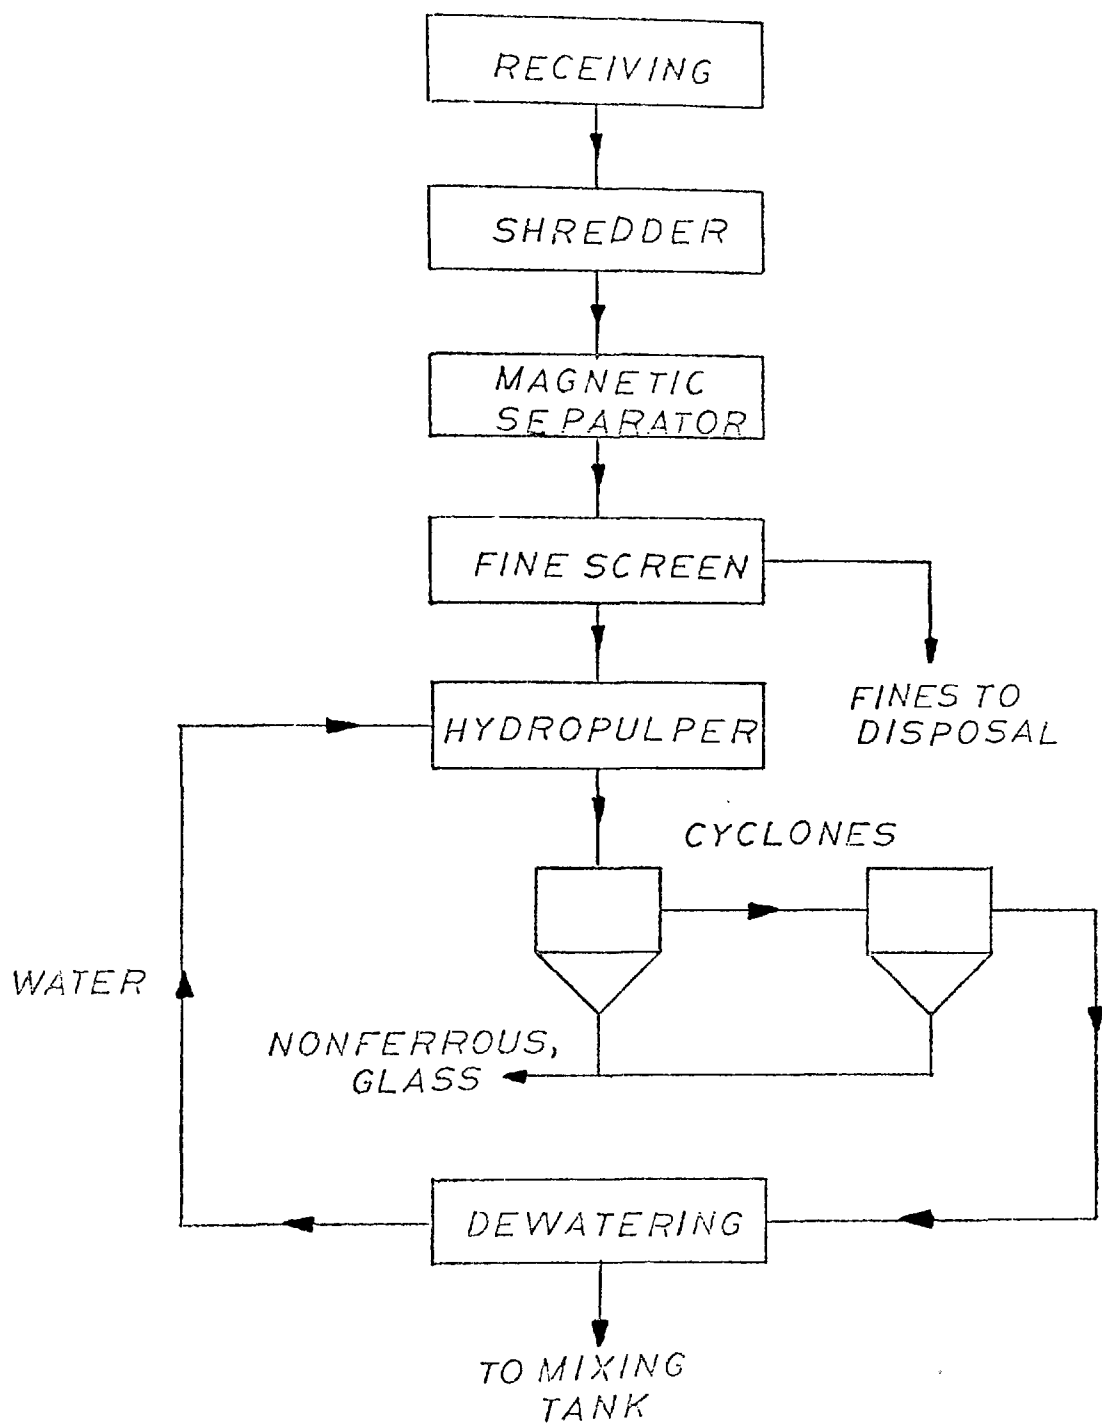 RECEIVING
SHREDDER
MAGNETIC
SEPARATOR
FINE SCREEN
FINES TO
DISPOSAL
HYDROPULPER
CYCLONES
WATER
NONFERROUS,
GLASS
DEWATERING
TO MIXING
TANK